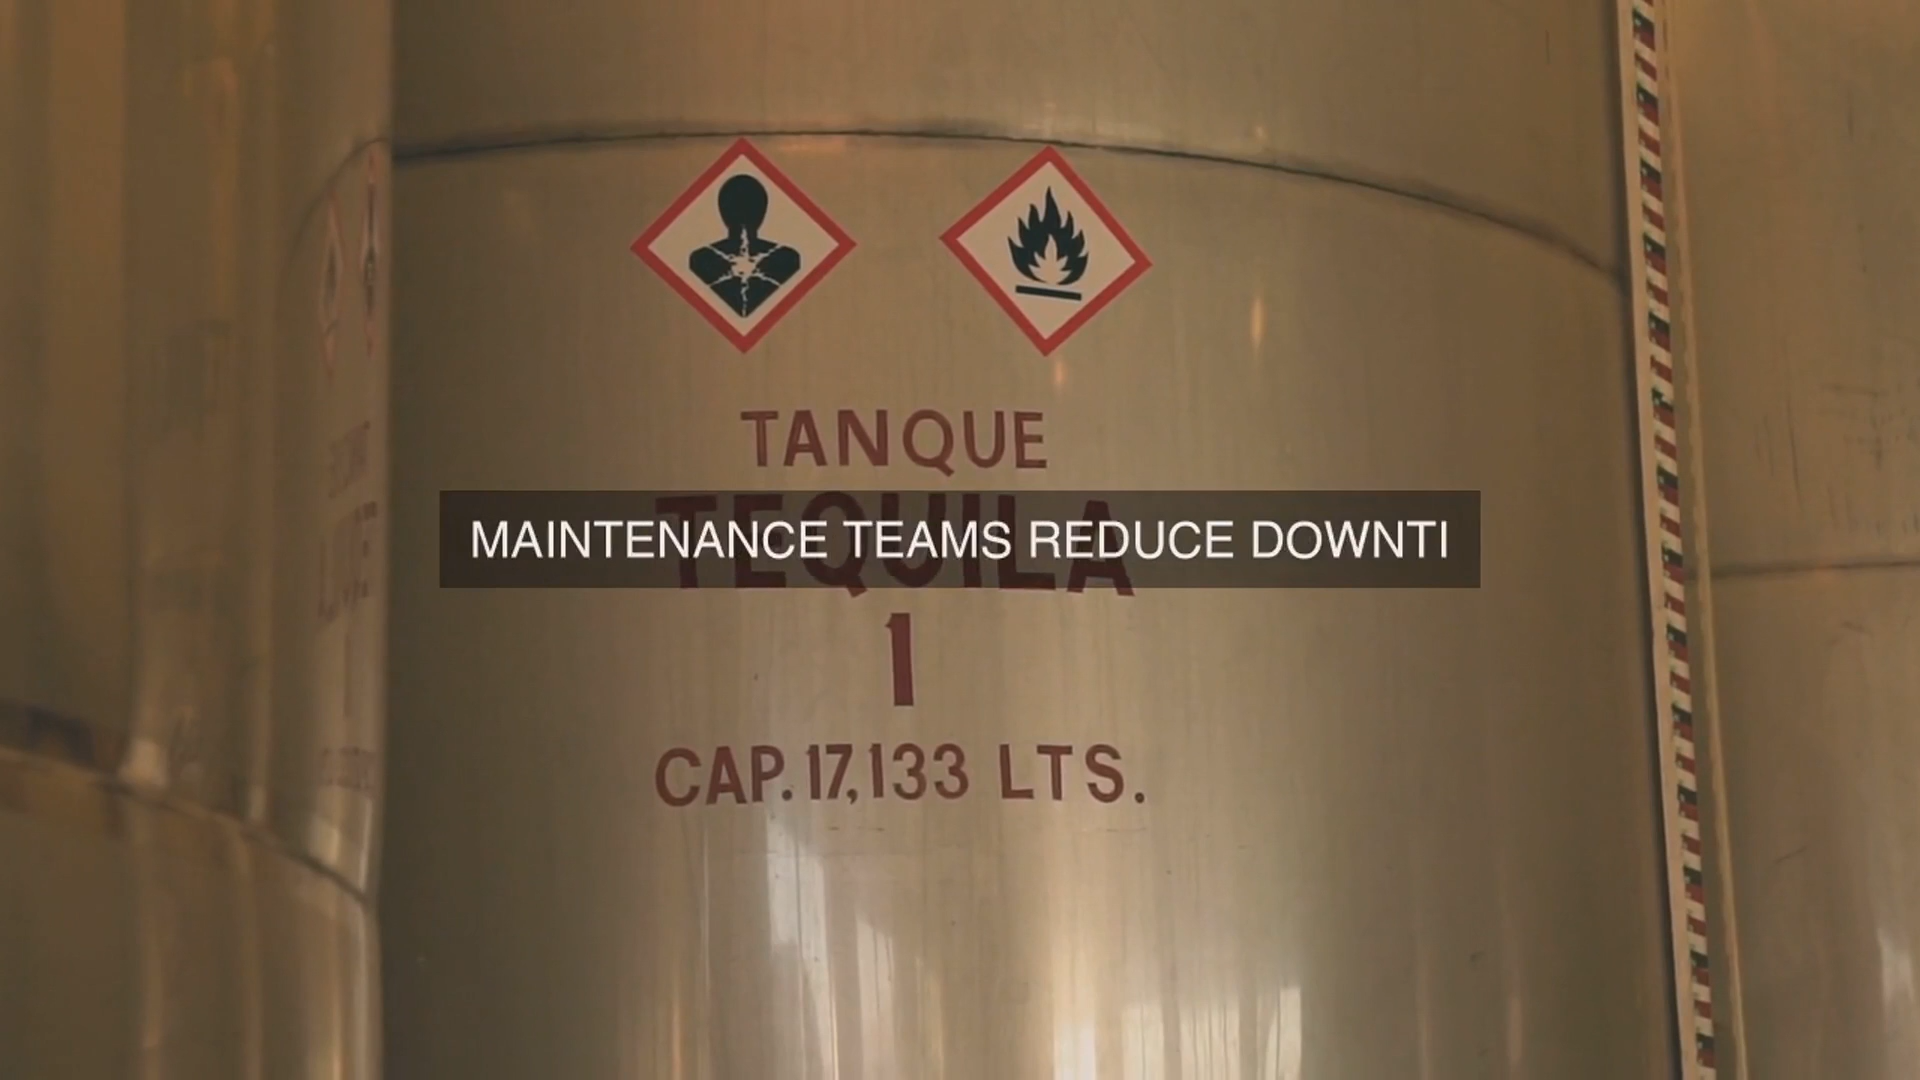 TANQUE
TEQUILA
MAINTENANCE TEAMS REDUCE DOWNTI
1
CAP. 17,133 LTS.